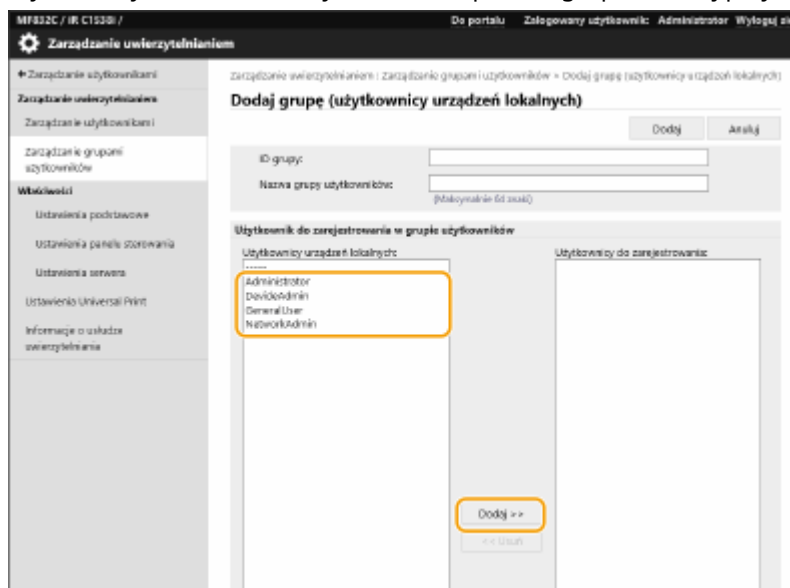 MF832C / iR C1538i /
Do portalu Zalogowany użytkownik: Administrator Wyloguj się
Zarządzanie uwierzytelnianiem
Zarządzanie użytkownikami
Zarządzanie uwierzytelnianiem : Zarządzanie grupami użytkowników > Dodaj grupę (użytkownicy urządzeń lokalnych)
Zarządzanie uwierzytelnianiem
Zarządzanie użytkownikami
Zarządzanie grupami
użytkowników
Właściwości
Ustawienia podstawowe
Ustawienia panelu sterowania
Ustawienia serwera
Ustawienia Universal Print
Informacje o usłudze
uwierzytelniania
Dodaj grupę (użytkownicy urządzeń lokalnych)
Dodaj Anuluj
ID grupy:
Nazwa grupy użytkowników:
(Maksymalnie 64 znaki)
Użytkownik do zarejestrowania w grupie użytkowników
Użytkownicy urządzeń lokalnych: Użytkownicy do zarejestrowania:
-----
Administrator
DevideAdmin
GeneralUser
NetworkAdmin
Dodaj >>
<< Usuń